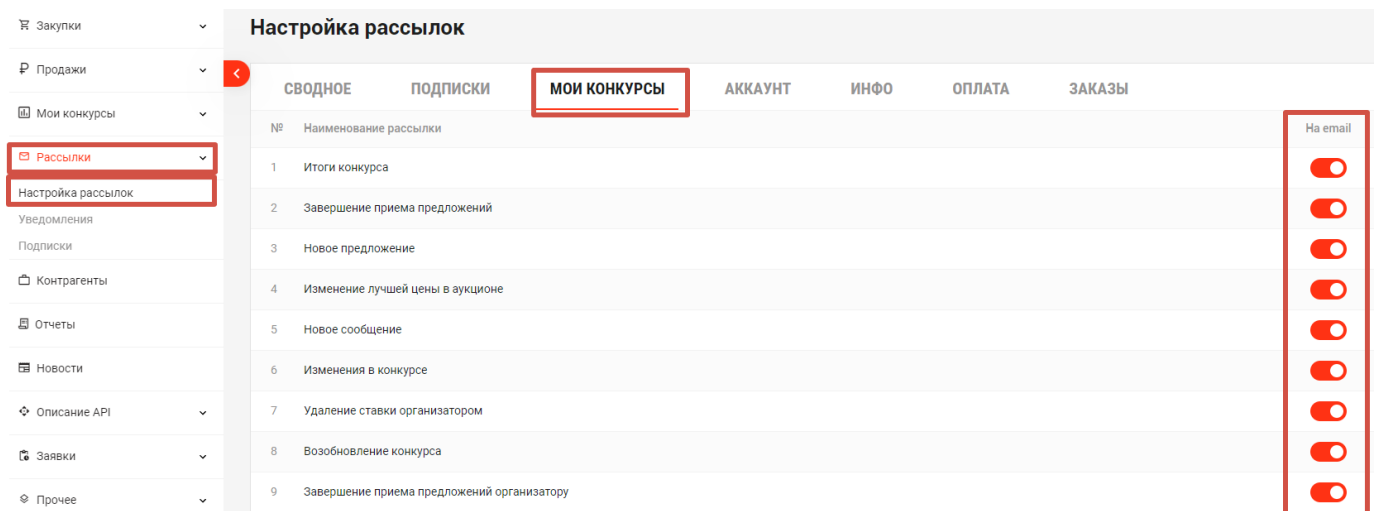 Закупки
Продажи
Мои конкурсы
Рассылки
Настройка рассылок
Уведомления
Подписки
Контрагенты
Отчеты
Новости
Описание API
Заявки
Прочее
Настройка рассылок
СВОДНОЕ ПОДПИСКИ МОИ КОНКУРСЫ АККАУНТ ИНФО ОПЛАТА ЗАКАЗЫ
№ Наименование рассылки На email
1 Итоги конкурса
2 Завершение приема предложений
3 Новое предложение
4 Изменение лучшей цены в аукционе
5 Новое сообщение
6 Изменения в конкурсе
7 Удаление ставки организатором
8 Возобновление конкурса
9 Завершение приема предложений организатору